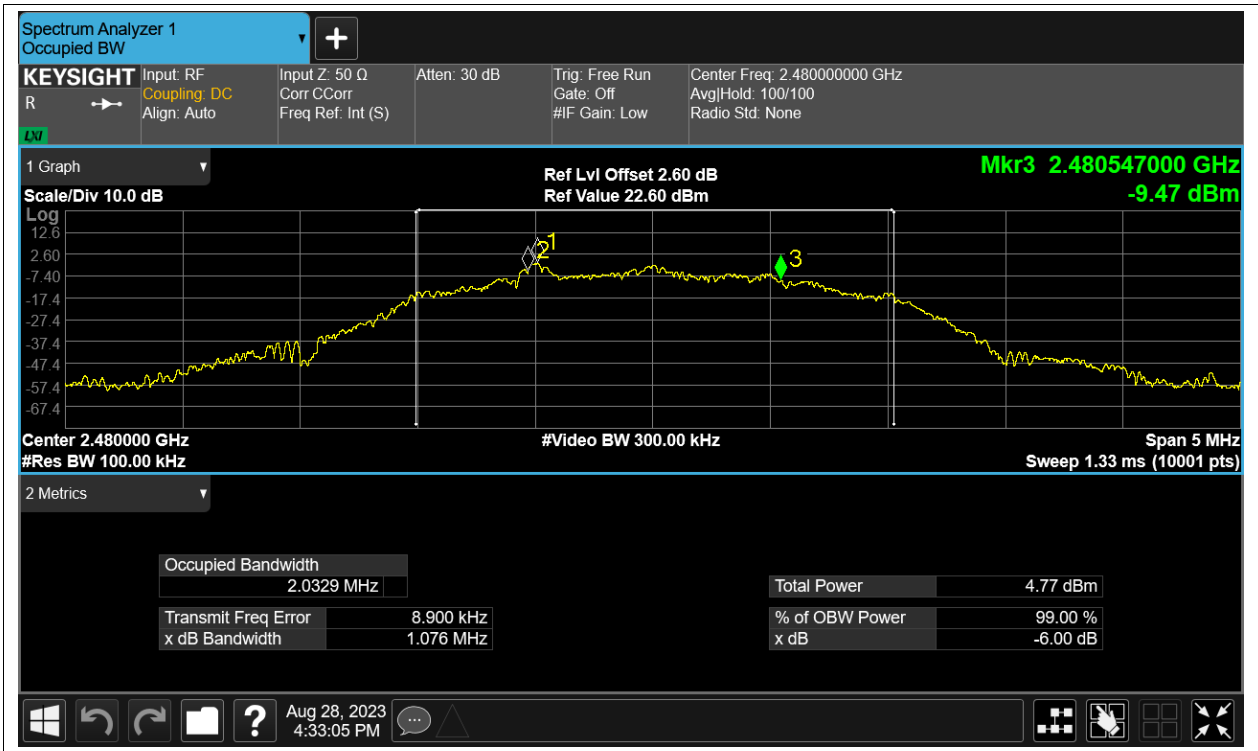 Spectrum Analyzer 1
Occupied BW
KEYSIGHT
R
LXI
Input: RF
Coupling: DC
Align: Auto
Input Z: 50 Ω
Corr CCorr
Freq Ref: Int (S)
Atten: 30 dB
Trig: Free Run
Gate: Off
#IF Gain: Low
Center Freq: 2.480000000 GHz
Avg|Hold: 100/100
Radio Std: None
1 Graph
Scale/Div 10.0 dB
Ref Lvl Offset 2.60 dB
Ref Value 22.60 dBm
Mkr3 2.480547000 GHz
-9.47 dBm
Log
12.6
2.60
-7.40
-17.4
-27.4
-37.4
-47.4
-57.4
-67.4
1
2
3
Center 2.480000 GHz
#Res BW 100.00 kHz
#Video BW 300.00 kHz
Span 5 MHz
Sweep 1.33 ms (10001 pts)
2 Metrics
Occupied Bandwidth
2.0329 MHz
Transmit Freq Error 8.900 kHz
x dB Bandwidth 1.076 MHz
Total Power 4.77 dBm
% of OBW Power 99.00 %
x dB -6.00 dB
?
Aug 28, 2023
4:33:05 PM